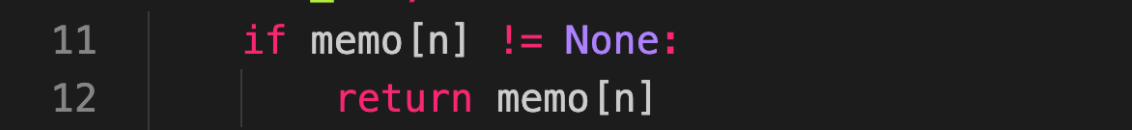 11 if memo[n] != None:
12 return memo[n]